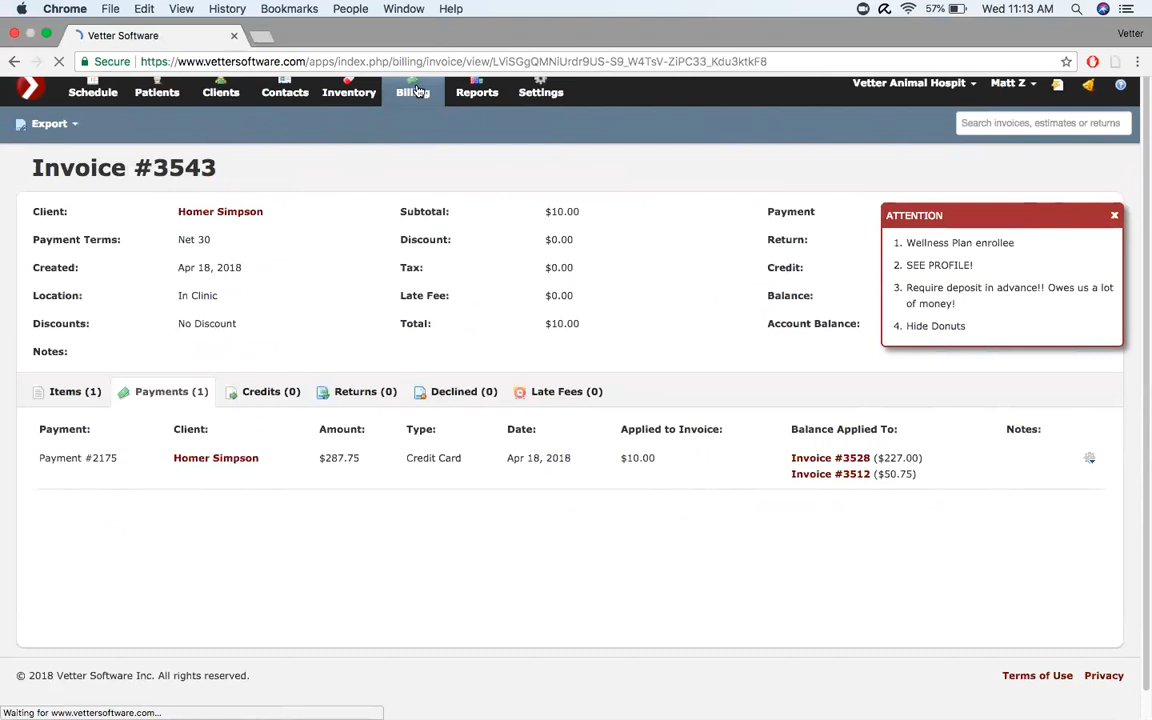 Chrome File Edit View History Bookmarks People Window Help 57% Wed 11:13 AM
Vetter Software Vetter
Secure https://www.vettersoftware.com/apps/index.php/billing/invoice/view/LViSGgQMNiUrdr9US-S9_W4TsV-ZiPC33_Kdu3ktkF8
Schedule Patients Clients Contacts Inventory Billing Reports Settings Vetter Animal Hospit Matt Z
Export Search invoices, estimates or returns
Invoice #3543
Client: Homer Simpson Subtotal: $10.00 Payment
Payment Terms: Net 30 Discount: $0.00 Return:
Created: Apr 18, 2018 Tax: $0.00 Credit:
Location: In Clinic Late Fee: $0.00 Balance:
Discounts: No Discount Total: $10.00 Account Balance:
Notes:
ATTENTION x
1. Wellness Plan enrollee
2. SEE PROFILE!
3. Require deposit in advance!! Owes us a lot
of money!
4. Hide Donuts
Items (1) Payments (1) Credits (0) Returns (0) Declined (0) Late Fees (0)
Payment: Client: Amount: Type: Date: Applied to Invoice: Balance Applied To: Notes:
Payment #2175 Homer Simpson $287.75 Credit Card Apr 18, 2018 $10.00 Invoice #3528 ($227.00)
Invoice #3512 ($50.75)
© 2018 Vetter Software Inc. All rights reserved. Terms of Use Privacy
Waiting for www.vettersoftware.com...